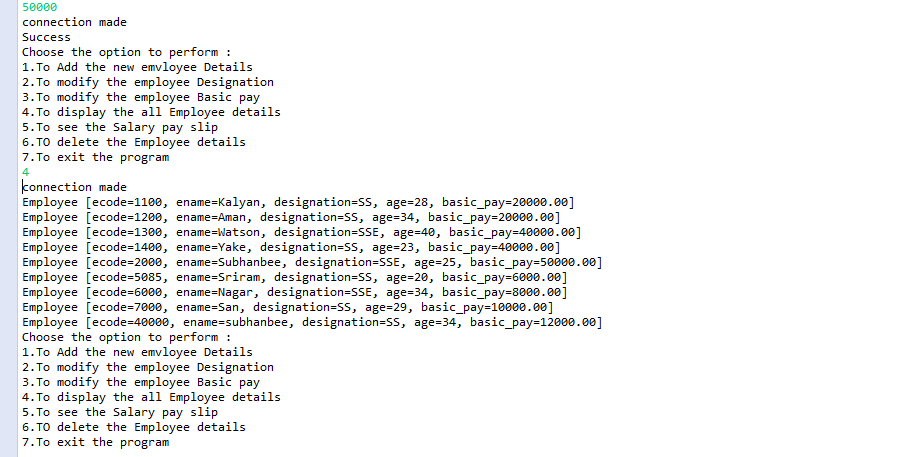 50000
connection made
Success
Choose the option to perform :
1.To Add the new emvloyee Details
2.To modify the employee Designation
3.To modify the employee Basic pay
4.To display the all Employee details
5.To see the Salary pay slip
6.TO delete the Employee details
7.To exit the program
4
connection made
Employee [ecode=1100, ename=Kalyan, designation=SS, age=28, basic_pay=20000.00]
Employee [ecode=1200, ename=Aman, designation=SS, age=34, basic_pay=20000.00]
Employee [ecode=1300, ename=Watson, designation=SSE, age=40, basic_pay=40000.00]
Employee [ecode=1400, ename=Yake, designation=SS, age=23, basic_pay=40000.00]
Employee [ecode=2000, ename=Subhanbee, designation=SSE, age=25, basic_pay=50000.00]
Employee [ecode=5085, ename=Sriram, designation=SS, age=20, basic_pay=6000.00]
Employee [ecode=6000, ename=Nagar, designation=SSE, age=34, basic_pay=8000.00]
Employee [ecode=7000, ename=San, designation=SS, age=29, basic_pay=10000.00]
Employee [ecode=40000, ename=subhanbee, designation=SS, age=34, basic_pay=12000.00]
Choose the option to perform :
1.To Add the new emvloyee Details
2.To modify the employee Designation
3.To modify the employee Basic pay
4.To display the all Employee details
5.To see the Salary pay slip
6.TO delete the Employee details
7.To exit the program